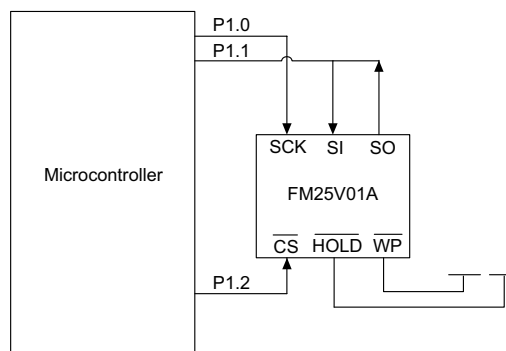 P1.0
P1.1
SCK SI SO
Microcontroller
FM25V01A
CS HOLD WP
P1.2